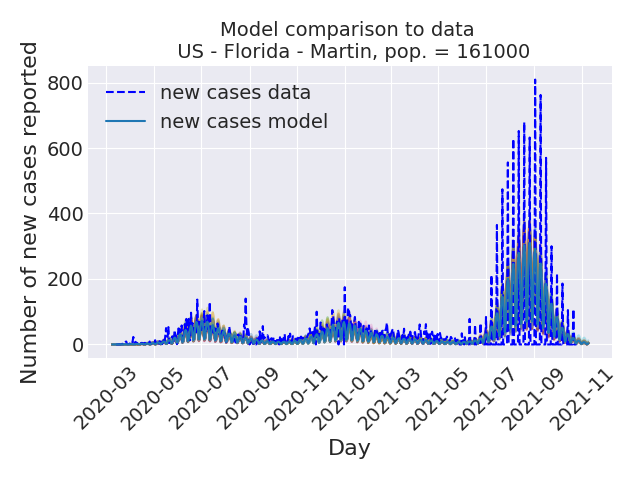 Model comparison to data
US - Florida - Martin, pop. = 161000
Number of new cases reported
800
600
400
200
0
new cases data
new cases model
2020-03
2020-05
2020-07
2020-09
2020-11
2021-01
2021-03
2021-05
2021-07
2021-09
2021-11
Day